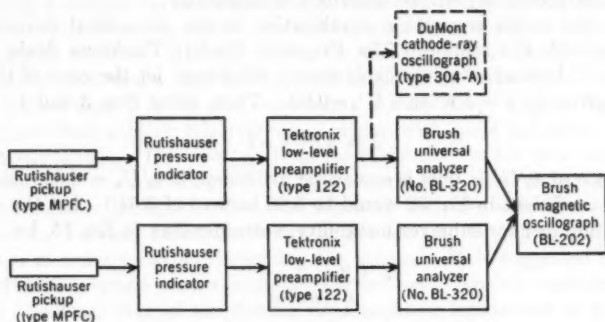 DuMont
cathode-ray
oscillograph
(type 304-A)
Rutishauser
pickup
(type MPFC)
Rutishauser
pressure
indicator
Tektronix
low-level
preamplifier
(type 122)
Brush
universal
analyzer
(No. BL-320)
Brush
magnetic
oscillograph
(BL-202)
Rutishauser
pickup
(type MPFC)
Rutishauser
pressure
indicator
Tektronix
low-level
preamplifier
(type 122)
Brush
universal
analyzer
(No. BL-320)